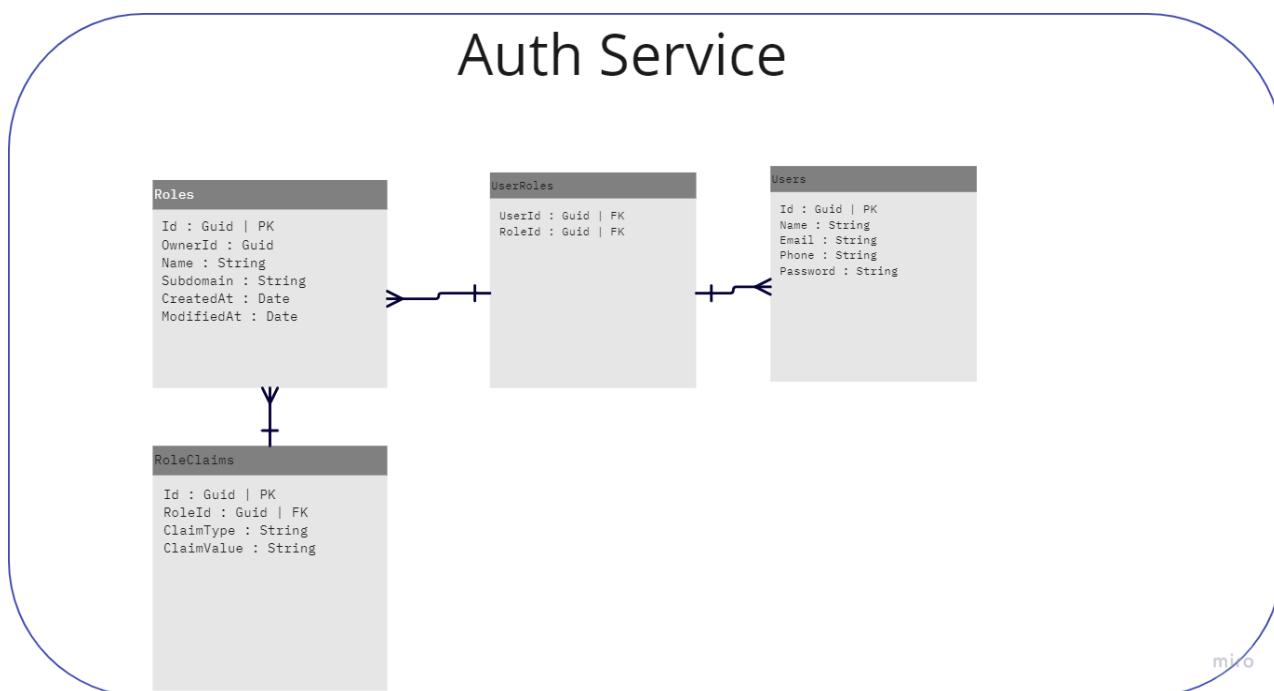 Auth Service
Roles
Id : Guid | PK
OwnerId : Guid
Name : String
Subdomain : String
CreatedAt : Date
ModifiedAt : Date
UserRoles
UserId : Guid | FK
RoleId : Guid | FK
Users
Id : Guid | PK
Name : String
Email : String
Phone : String
Password : String
RoleClaims
Id : Guid | PK
RoleId : Guid | FK
ClaimType : String
ClaimValue : String
miro